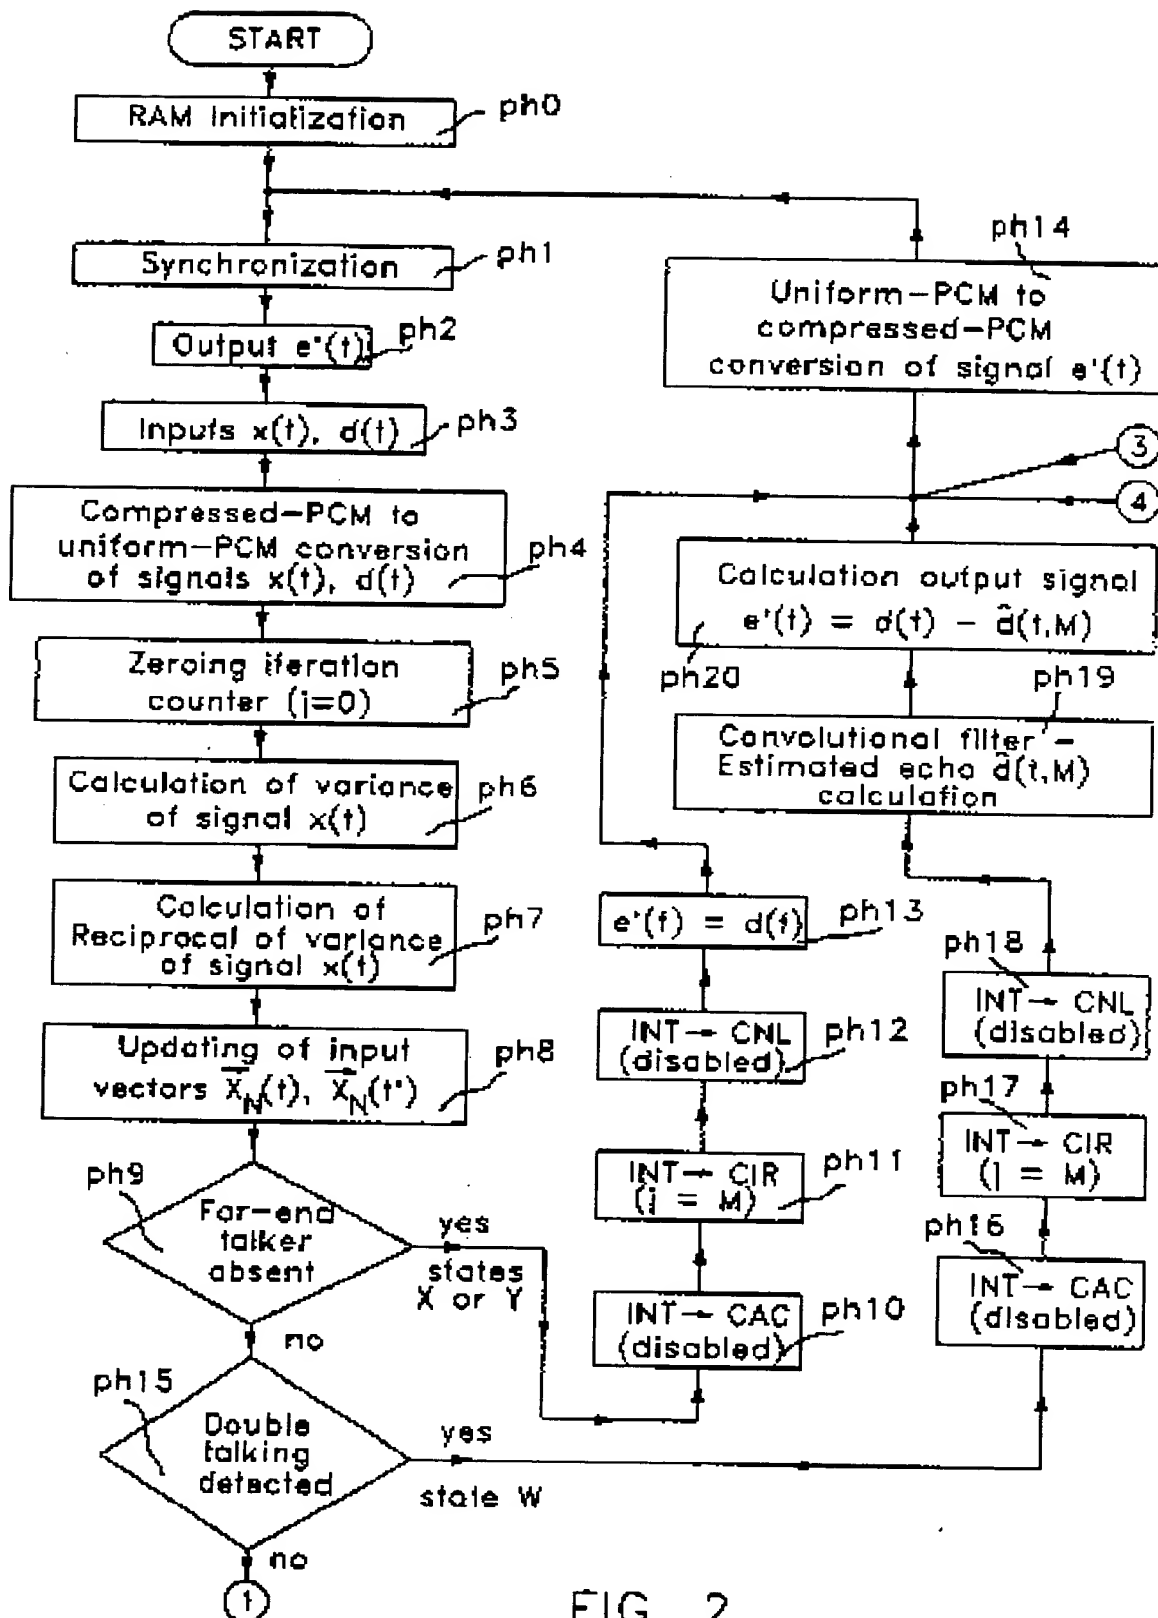 START
RAM Initialization
ph0
Synchronization
ph1
Output e'(t)
ph2
Inputs x(t), d(t)
ph3
Compressed-PCM to
uniform-PCM conversion
of signals x(t), d(t)
ph4
Zeroing iteration
counter (j=0)
ph5
Calculation of variance
of signal x(t)
ph6
Calculation of
Reciprocal of variance
of signal x(t)
ph7
Updating of input
vectors X⃗_N(t), X⃗_N(t')
ph8
ph9
Far-end
talker
absent
yes
states
X or Y
no
ph15
Double
talking
detected
yes
state W
no
1
ph14
Uniform-PCM to
compressed-PCM
conversion of signal e'(t)
3
4
Calculation output signal
e'(t) = d(t) - d̂(t,M)
ph20
ph19
Convolutional filter -
Estimated echo d̂(t,M)
calculation
e'(t) = d(t)
ph13
INT → CNL
(disabled)
ph12
INT → CIR
(j = M)
ph11
INT → CAC
(disabled)
ph10
ph18
INT → CNL
(disabled)
ph17
INT → CIR
(j = M)
ph16
INT → CAC
(disabled)
FIG. 2